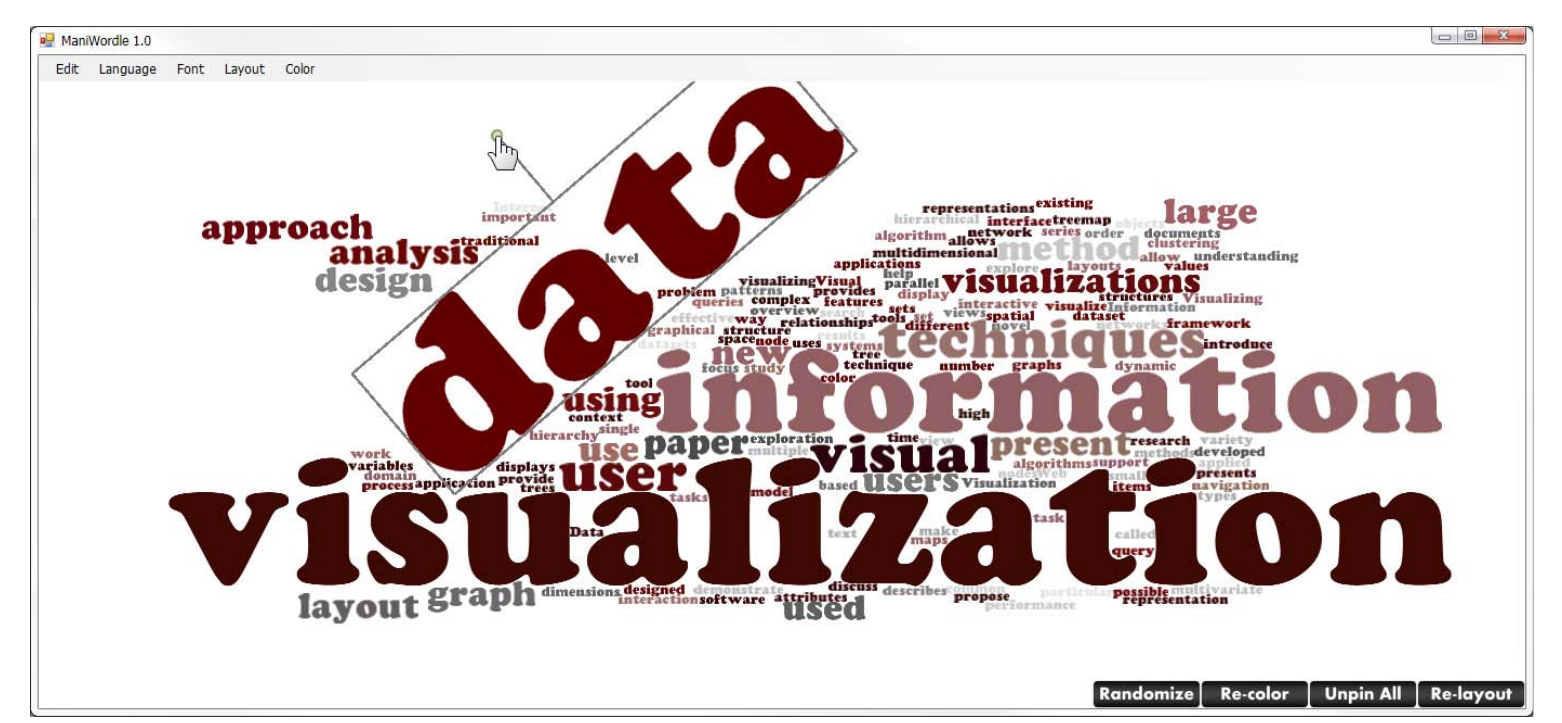 ManiWordle 1.0
Edit Language Font Layout Color
data
approach
important
analysis
traditional
design
level
representations existing
large
hierarchical interface treemap objects
algorithm network series order documents
allows method clustering
multidimensional allow understanding
applications explore layouts values
help
visualizing Visual parallel visualizations
problem patterns provides display structures Visualizing
queries complex features interactive visualize Information
overview search sets views spatial dataset
effective way relationships tools set
graphical structure different novel networks framework
results
datasets space node uses systems techniques introduce
new tree
focus study technique number graphs dynamic
tool color information
using
context high
single
hierarchy
use paper exploration time view present research variety
multiple visual methods developed
work
variables displays user algorithms support applied
domain provide nodes Web small presents
process application trees based users Visualization items navigation
tasks model types
visualization
Data text make task called
maps query
layout graph dimensions designed demonstrate discuss describes common particular possible multivariate
interaction software attributes used propose performance representation
Randomize Re-color Unpin All Re-layout